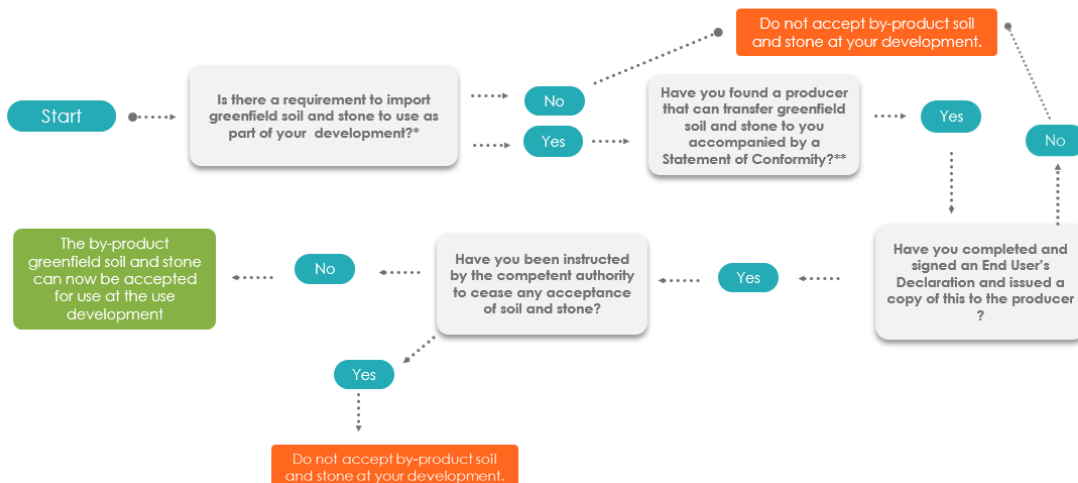 Do not accept by-product soil
and stone at your development.
Start
Is there a requirement to import
greenfield soil and stone to use as
part of your development?*
No
Yes
Have you found a producer
that can transfer greenfield
soil and stone to you
accompanied by a
Statement of Conformity?**
Yes
No
Have you completed and
signed an End User's
Declaration and issued a
copy of this to the producer
?
Yes
Have you been instructed
by the competent authority
to cease any acceptance
of soil and stone?
No
The by-product
greenfield soil and stone
can now be accepted
for use at the use
development
Yes
Do not accept by-product soil
and stone at your development.